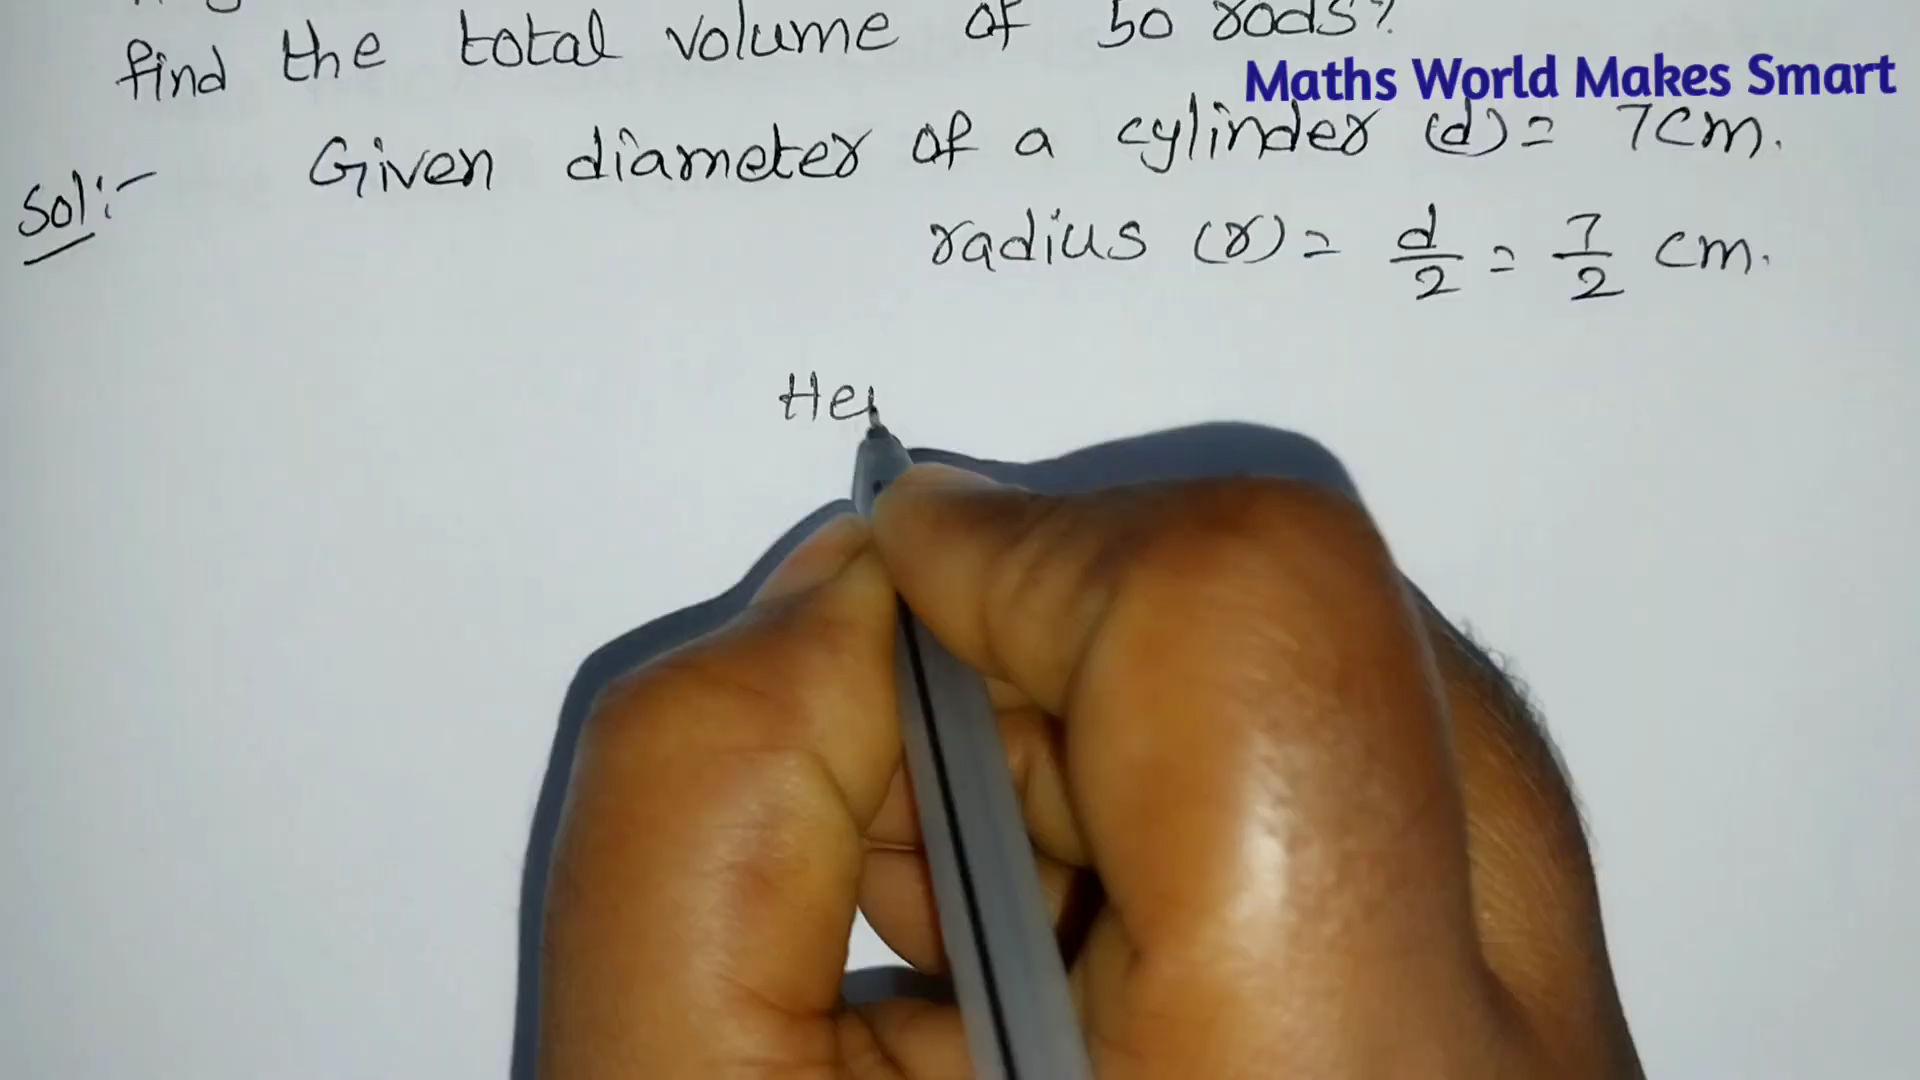 find the total volume of 50 rods?
Maths World Makes Smart
Sol:- Given diameter of a cylinder (d) = 7cm.
radius (r) = d/2 = 7/2 cm.
He